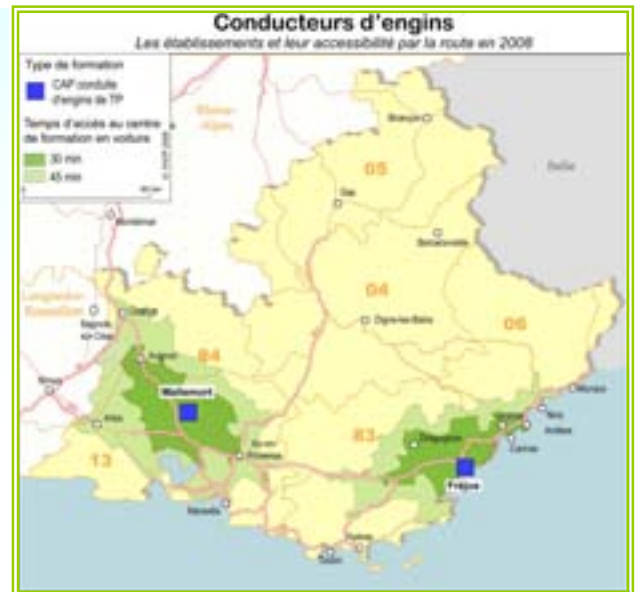 Conducteurs d'engins
Les établissements et leur accessibilité par la route en 2008
Type de formation
CAP conduite
d'engins de TP
Temps d'accès au centre
de formation en voiture
30 min
45 min
Rhône-
Alpes
Briançon
Italie
05
Gap
Montélimar
Barcelonnette
04
06
Languedoc-
Roussillon
Orange
Bagnols
sur-Cèze
Digne-les-Bains
84
Avignon
Nîmes
Mallemort
Monaco
Nice
Arles
83
Draguignan
Grasse
Antibes
Cannes
13
Aix-en-
Provence
Fréjus
Marseille
Hyères
Toulon